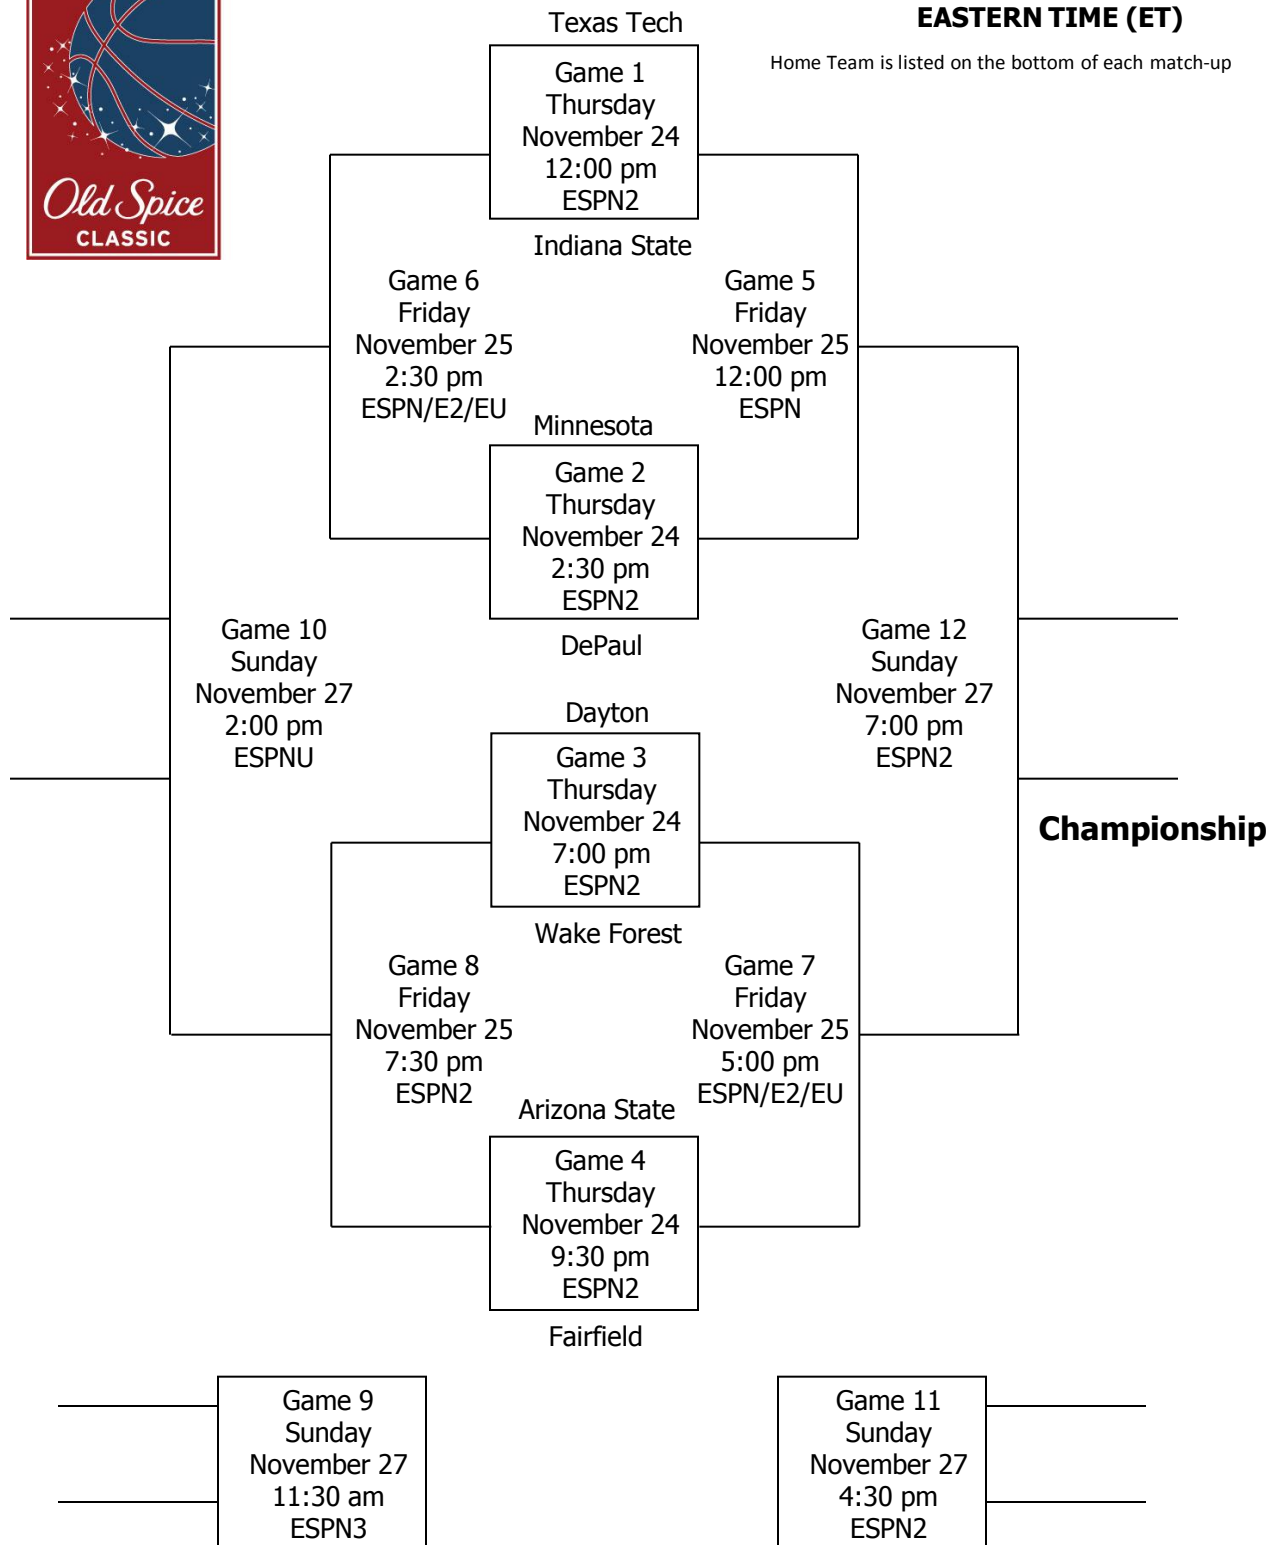 Texas Tech
EASTERN TIME (ET)
Home Team is listed on the bottom of each match-up
Old Spice
CLASSIC
Game 1
Thursday
November 24
12:00 pm
ESPN2
Indiana State
Game 6
Friday
November 25
2:30 pm
ESPN/E2/EU
Game 5
Friday
November 25
12:00 pm
ESPN
Minnesota
Game 2
Thursday
November 24
2:30 pm
ESPN2
DePaul
Game 10
Sunday
November 27
2:00 pm
ESPNU
Game 12
Sunday
November 27
7:00 pm
ESPN2
Championship
Dayton
Game 3
Thursday
November 24
7:00 pm
ESPN2
Wake Forest
Game 8
Friday
November 25
7:30 pm
ESPN2
Game 7
Friday
November 25
5:00 pm
ESPN/E2/EU
Arizona State
Game 4
Thursday
November 24
9:30 pm
ESPN2
Fairfield
Game 9
Sunday
November 27
11:30 am
ESPN3
Game 11
Sunday
November 27
4:30 pm
ESPN2